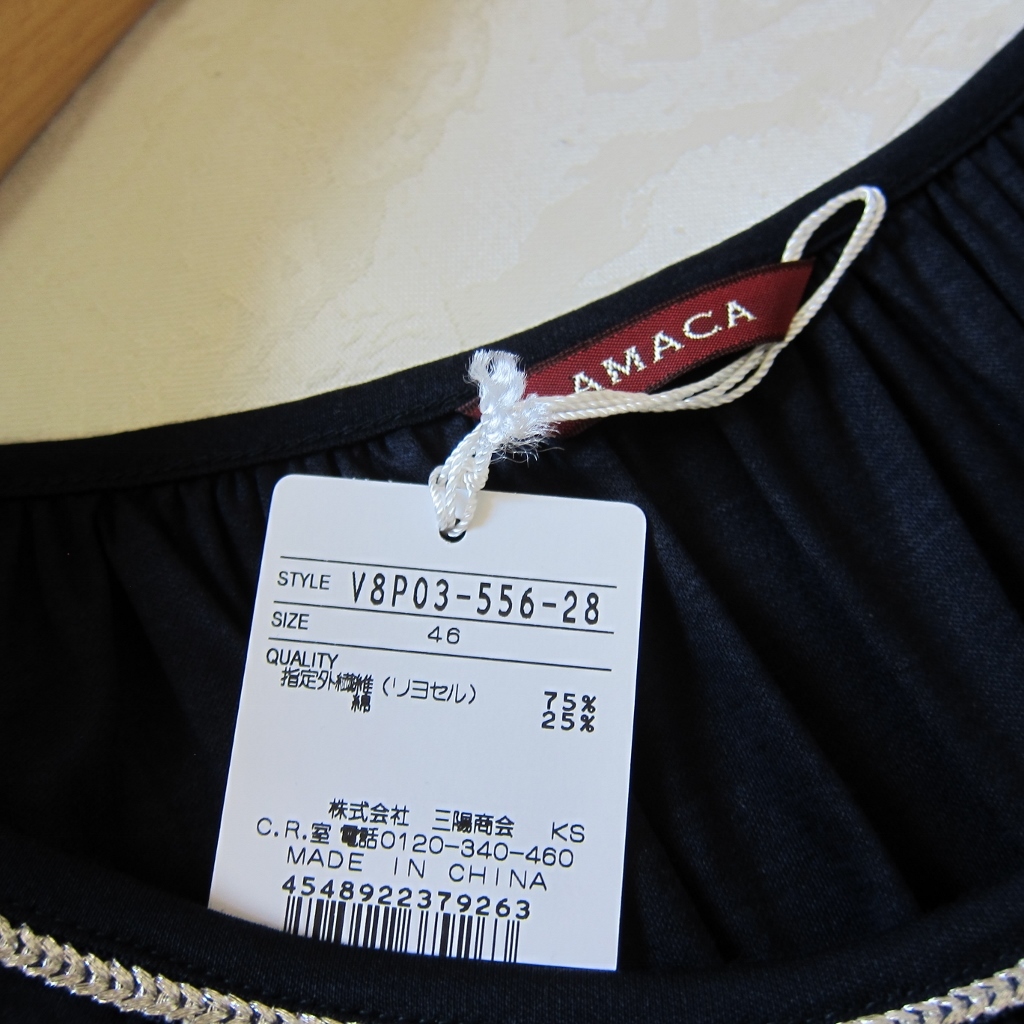 AMACA
STYLE V8P03-556-28
SIZE 46
QUALITY
指定外繊維(リヨセル) 75%
綿 25%
株式会社 三陽商会 KS
C.R.室 電話0120-340-460
MADE IN CHINA
4548922379263